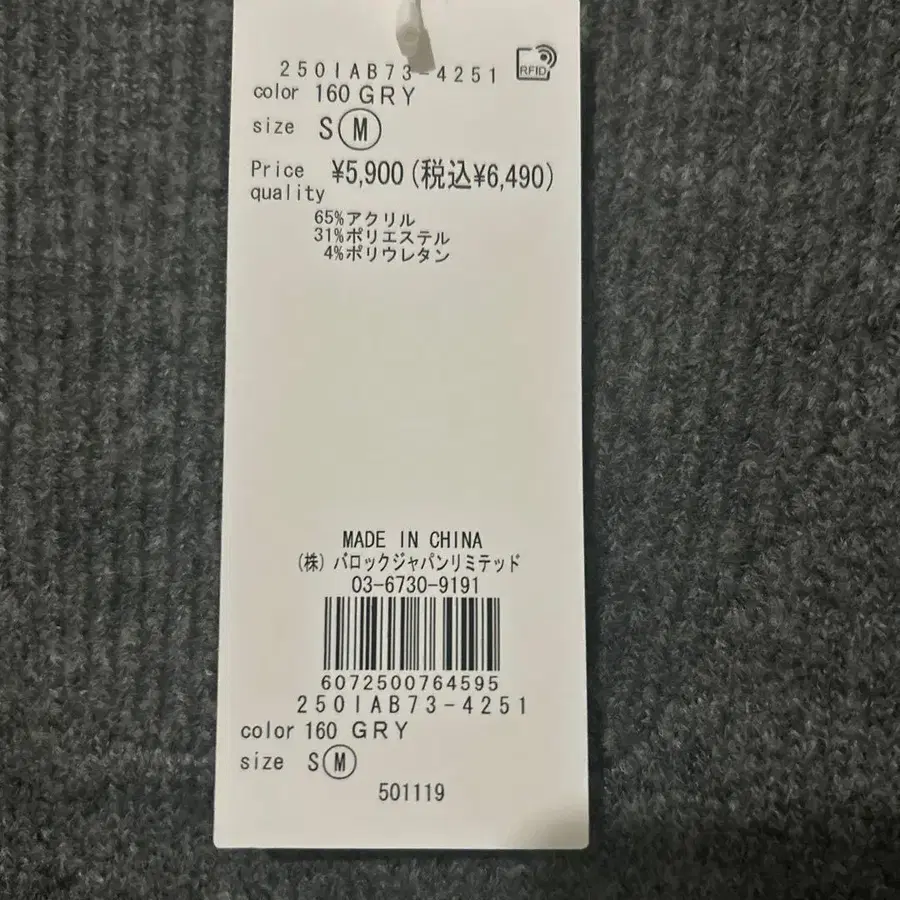 250IAB73-4251
RFID
color 160 GRY
size S M
Price ¥5,900 (税込¥6,490)
quality
65%アクリル
31%ポリエステル
4%ポリウレタン
MADE IN CHINA
(株) バロックジャパンリミテッド
03-6730-9191
6072500764595
250IAB73-4251
color 160 GRY
size S M
501119